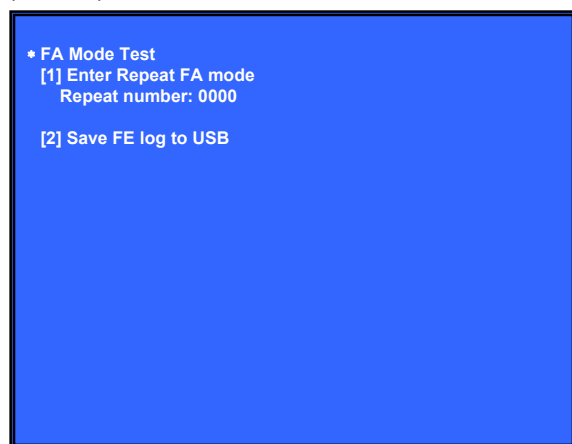 * FA Mode Test
[1] Enter Repeat FA mode
Repeat number: 0000
[2] Save FE log to USB